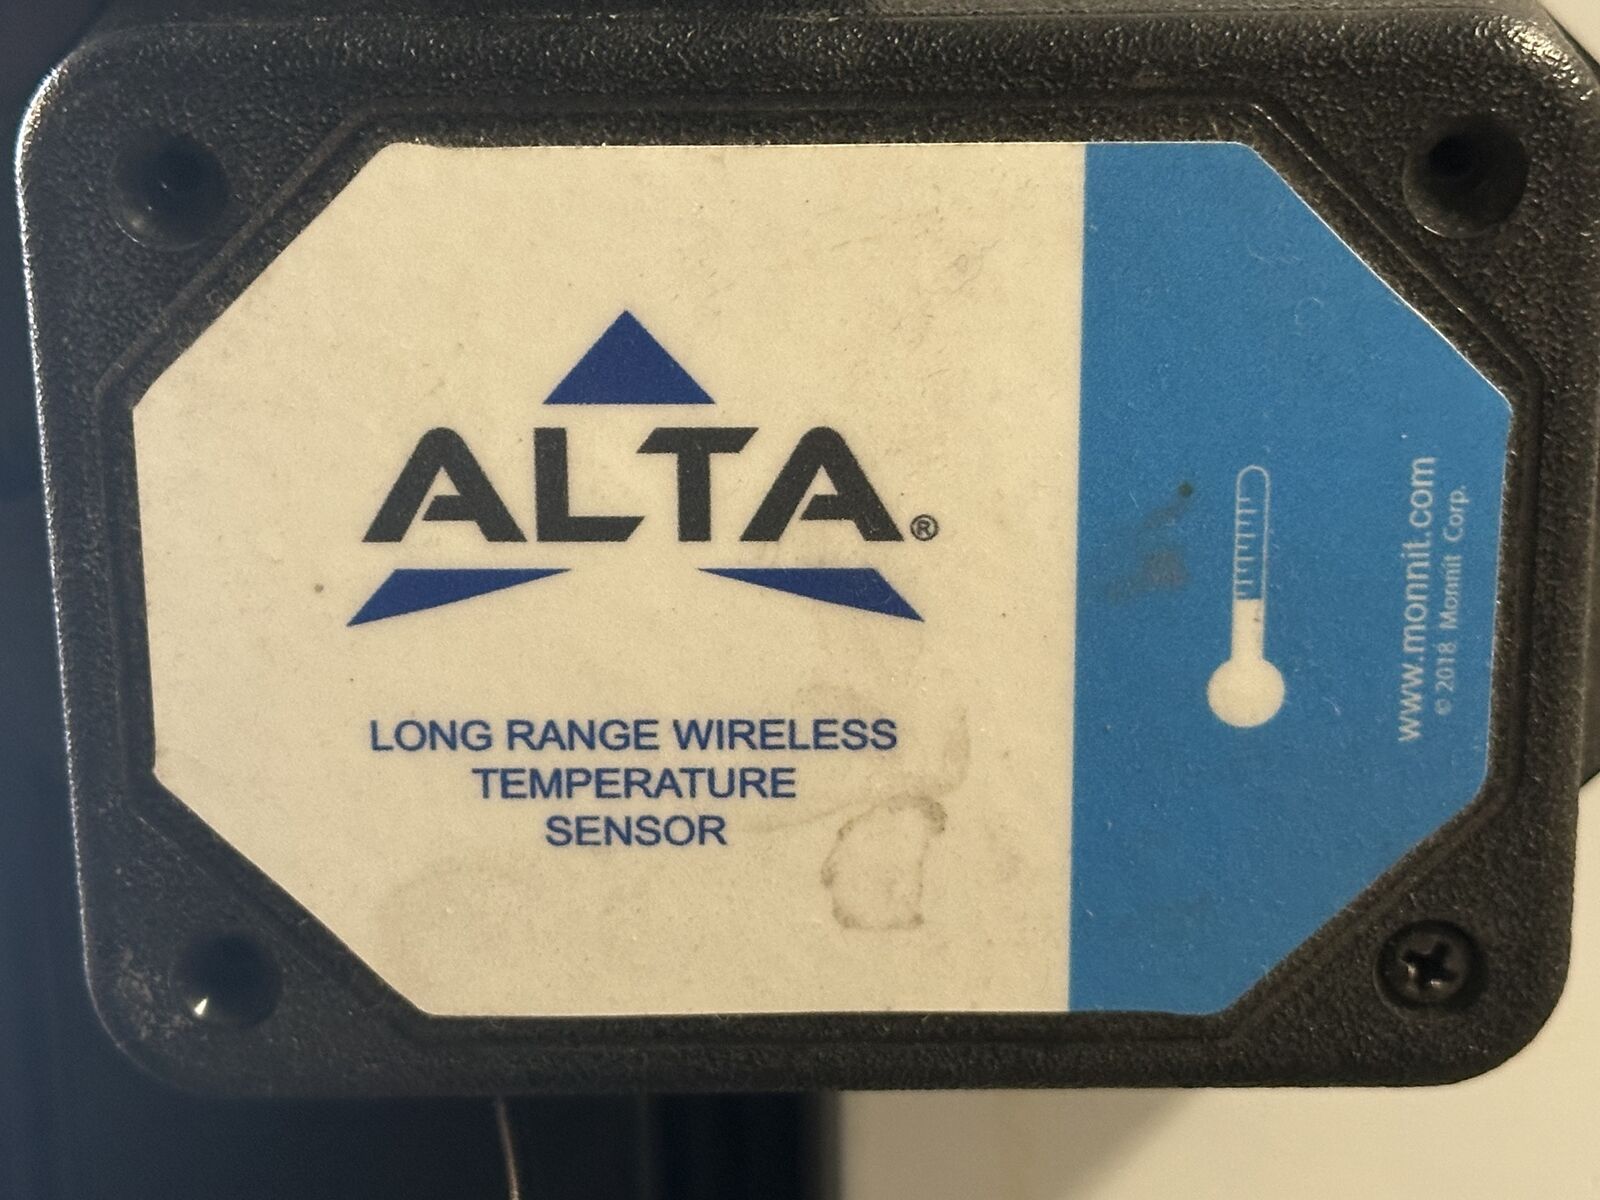 ALTA®
LONG RANGE WIRELESS
TEMPERATURE
SENSOR
www.monnit.com
© 2018 Monnit Corp.